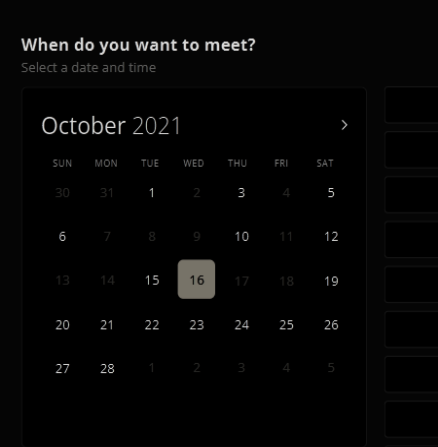 When do you want to meet?
Select a date and time
October 2021 >
SUN MON TUE WED THU FRI SAT
30 31 1 2 3 4 5
6 7 8 9 10 11 12
13 14 15 16 17 18 19
20 21 22 23 24 25 26
27 28 1 2 3 4 5